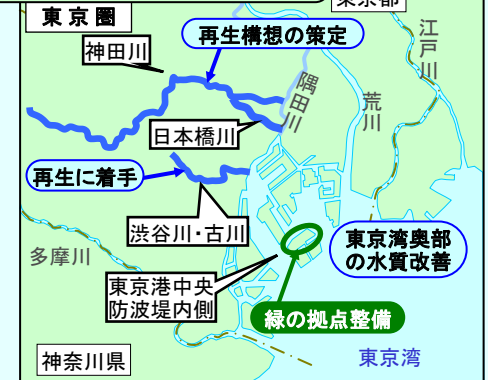 東京圏
東京都
再生構想の策定
神田川
江戸川
隅田川
荒川
日本橋川
再生に着手
渋谷川・古川
多摩川
東京湾奥部
の水質改善
東京港中央
防波堤内側
緑の拠点整備
神奈川県
東京湾